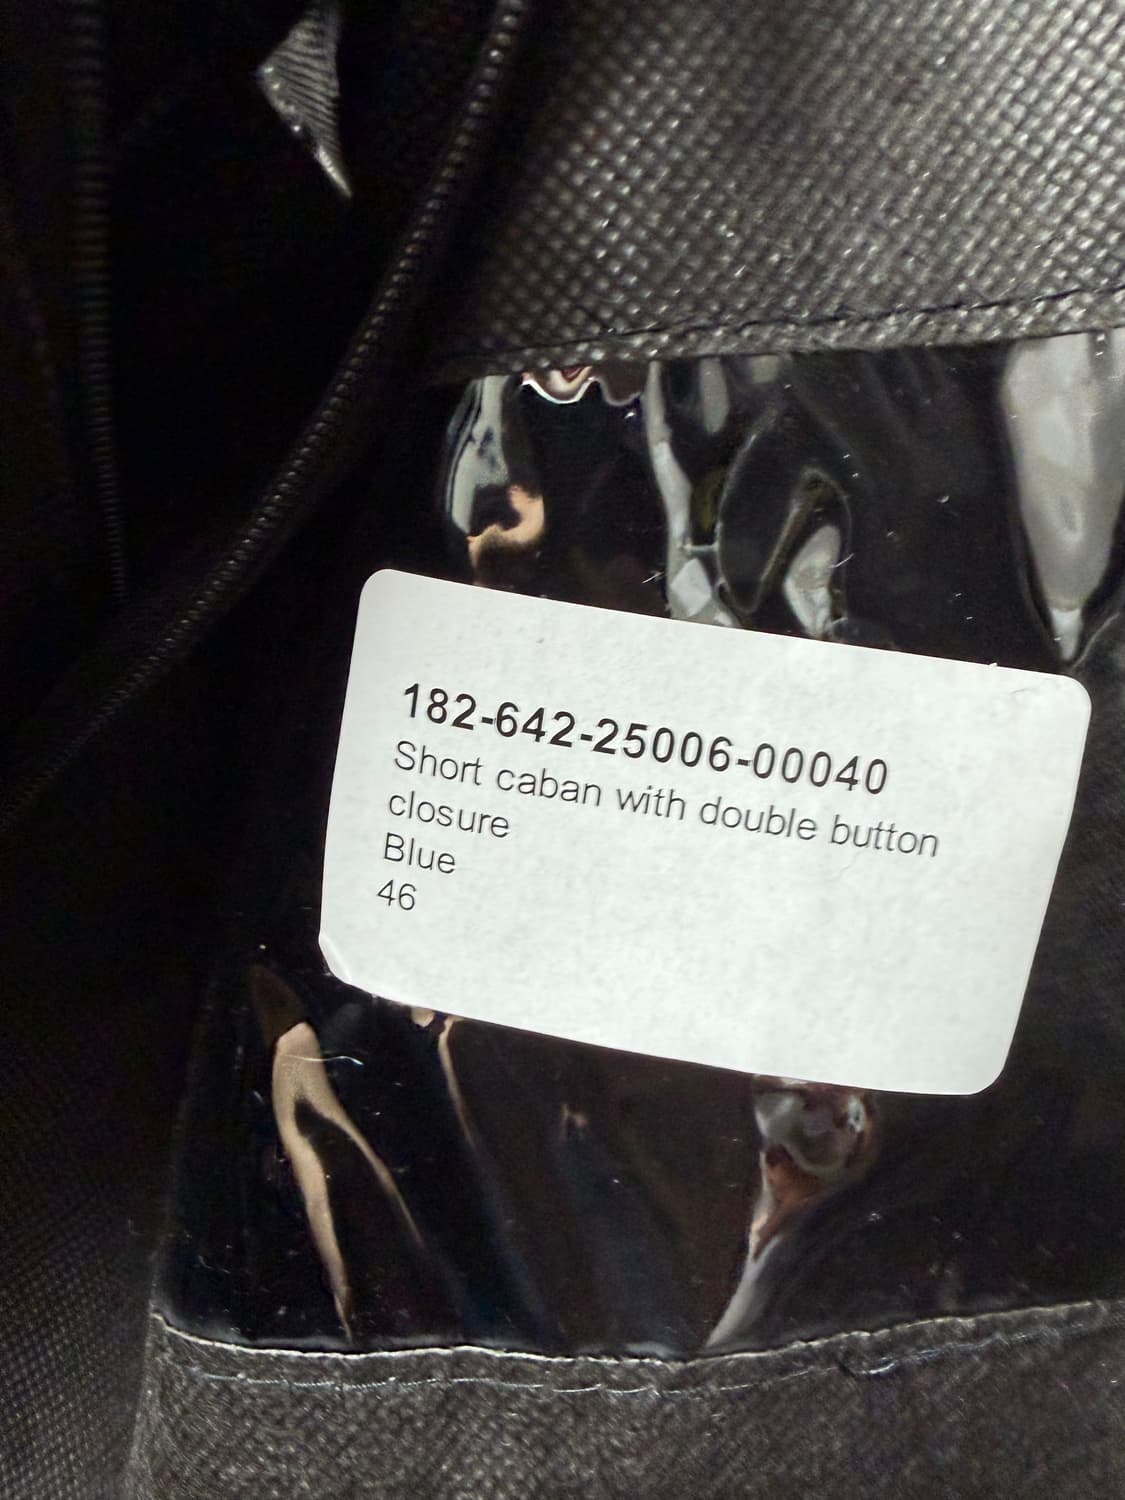 182-642-25006-00040
Short caban with double button
closure
Blue
46